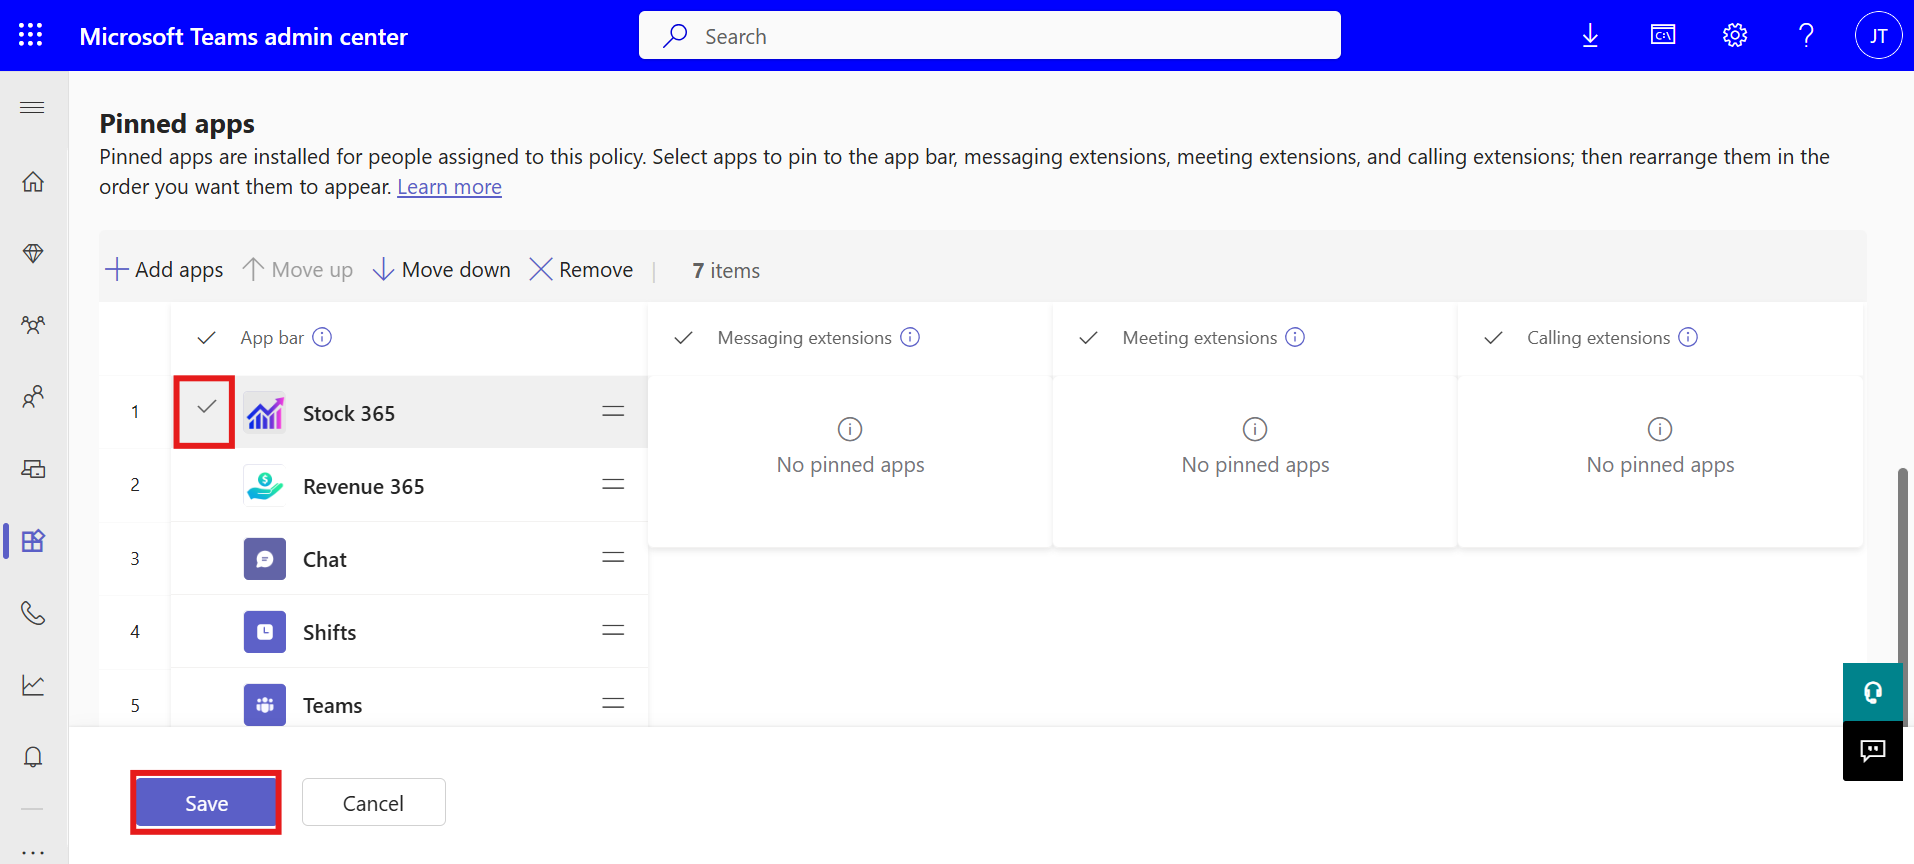 Microsoft Teams admin center
Search
C:\
JT
Pinned apps
Pinned apps are installed for people assigned to this policy. Select apps to pin to the app bar, messaging extensions, meeting extensions, and calling extensions; then rearrange them in the
order you want them to appear. Learn more
Add apps Move up Move down Remove | 7 items
App bar Messaging extensions Meeting extensions Calling extensions
1 Stock 365
No pinned apps No pinned apps No pinned apps
2 Revenue 365
3 Chat
4 Shifts
5 Teams
Save Cancel